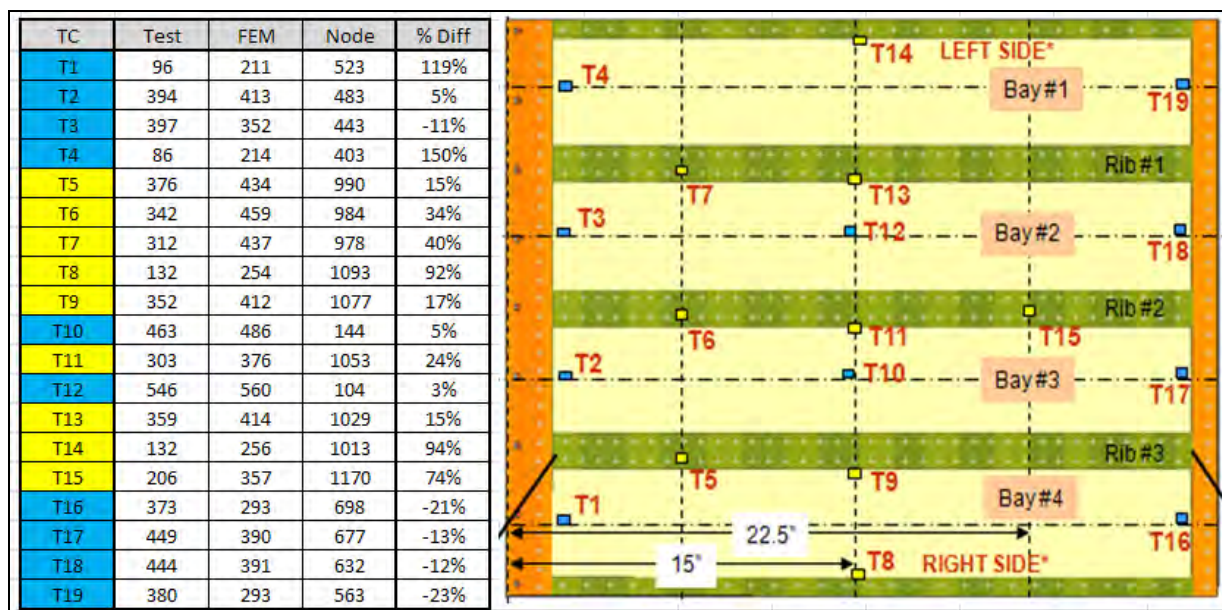 TC Test FEM Node % Diff
T1 96 211 523 119%
T2 394 413 483 5%
T3 397 352 443 -11%
T4 86 214 403 150%
T5 376 434 990 15%
T6 342 459 984 34%
T7 312 437 978 40%
T8 132 254 1093 92%
T9 352 412 1077 17%
T10 463 486 144 5%
T11 303 376 1053 24%
T12 546 560 104 3%
T13 359 414 1029 15%
T14 132 256 1013 94%
T15 206 357 1170 74%
T16 373 293 698 -21%
T17 449 390 677 -13%
T18 444 391 632 -12%
T19 380 293 563 -23%
T14 LEFT SIDE*
T4 Bay #1 T19
Rib #1
T7 T13
T3 T12 Bay #2 T18
Rib #2
T6 T11 T15
T2 T10 Bay #3 T17
Rib #3
T5 T9
T1 Bay #4 T16
22.5"
15"
T8 RIGHT SIDE*